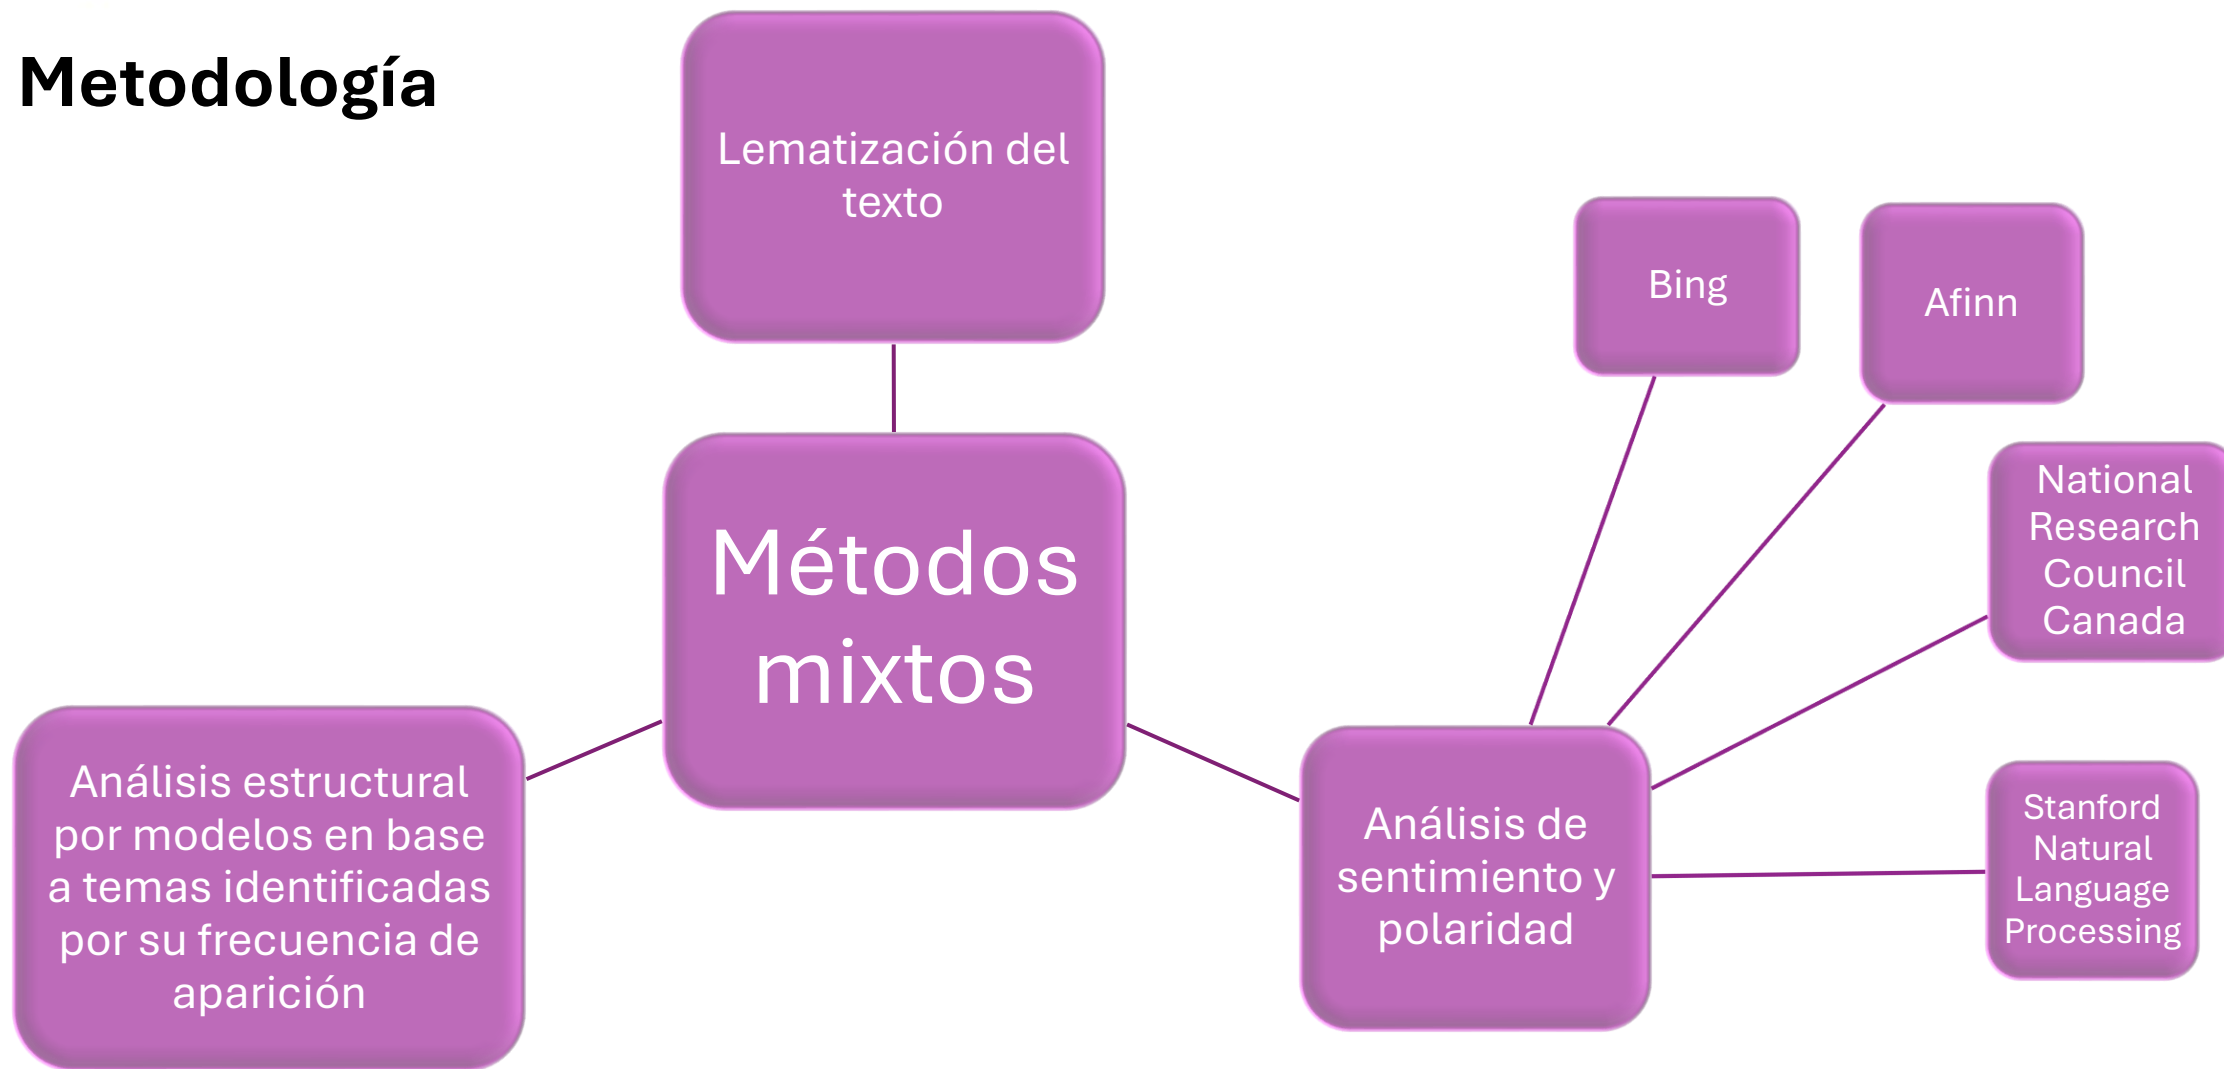 Metodología
Lematización del
texto
Bing
Afinn
National
Research
Council
Canada
Métodos
mixtos
Análisis estructural
por modelos en base
a temas identificadas
por su frecuencia de
aparición
Análisis de
sentimiento y
polaridad
Stanford
Natural
Language
Processing